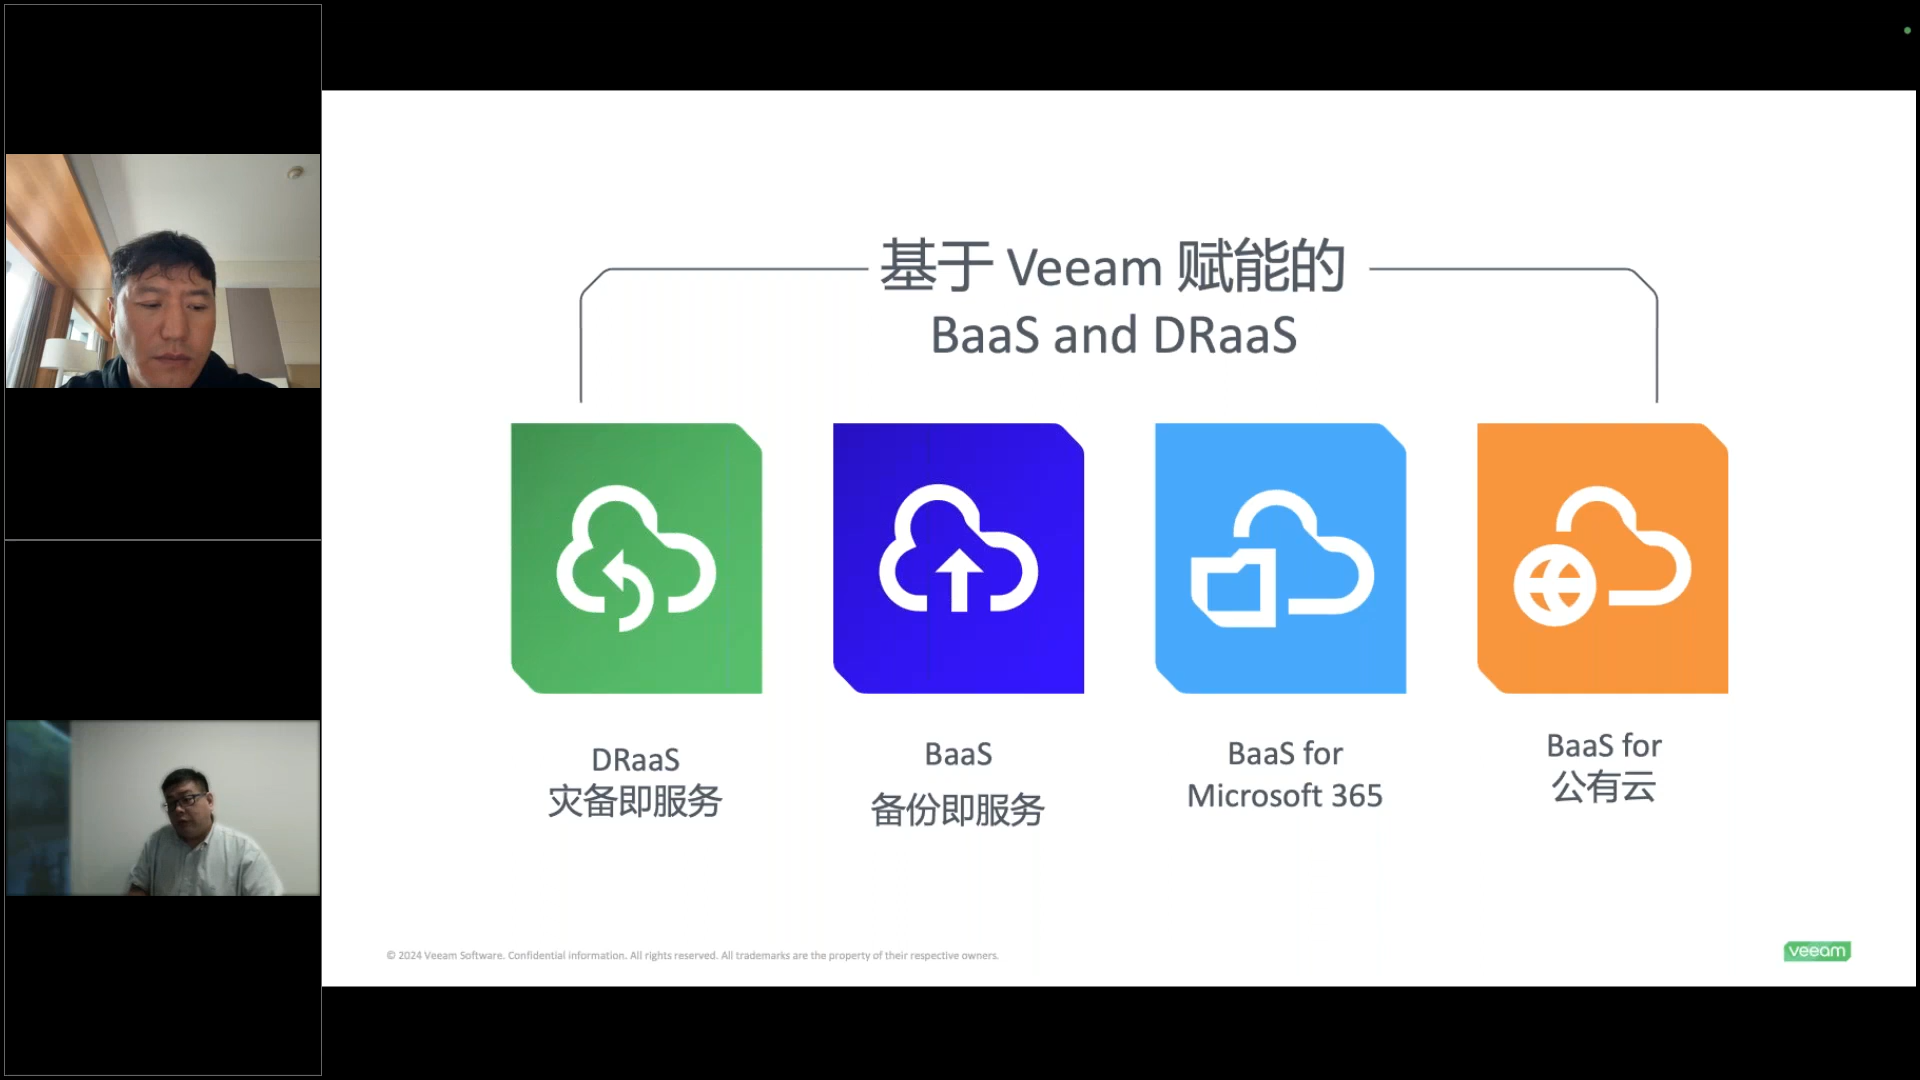 基于 Veeam 赋能的
BaaS and DRaaS
DRaaS
灾备即服务
BaaS
备份即服务
BaaS for
Microsoft 365
BaaS for
公有云
© 2024 Veeam Software. Confidential information. All rights reserved. All trademarks are the property of their respective owners.
veeam